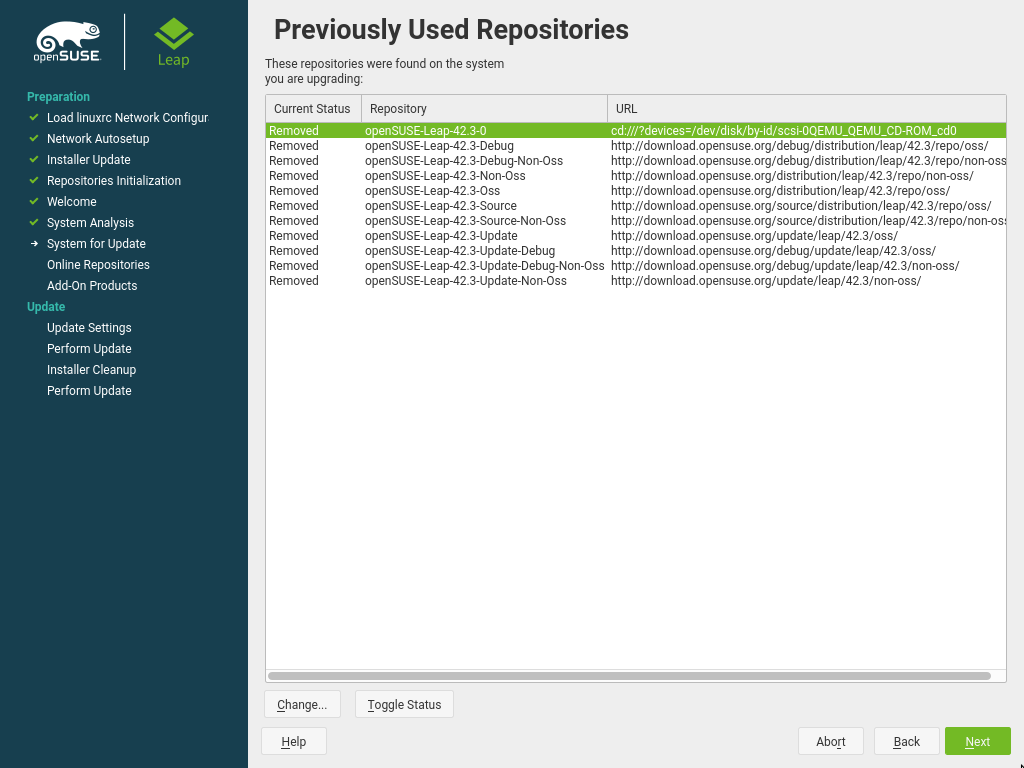 openSUSE
Leap
Preparation
Load linuxrc Network Configur
Network Autosetup
Installer Update
Repositories Initialization
Welcome
System Analysis
System for Update
Online Repositories
Add-On Products
Update
Update Settings
Perform Update
Installer Cleanup
Perform Update
Previously Used Repositories
These repositories were found on the system
you are upgrading:
Current Status Repository URL
Removed openSUSE-Leap-42.3-0 cd:///?devices=/dev/disk/by-id/scsi-0QEMU_QEMU_CD-ROM_cd0
Removed openSUSE-Leap-42.3-Debug http://download.opensuse.org/debug/distribution/leap/42.3/repo/oss/
Removed openSUSE-Leap-42.3-Debug-Non-Oss http://download.opensuse.org/debug/distribution/leap/42.3/repo/non-oss
Removed openSUSE-Leap-42.3-Non-Oss http://download.opensuse.org/distribution/leap/42.3/repo/non-oss/
Removed openSUSE-Leap-42.3-Oss http://download.opensuse.org/distribution/leap/42.3/repo/oss/
Removed openSUSE-Leap-42.3-Source http://download.opensuse.org/source/distribution/leap/42.3/repo/oss/
Removed openSUSE-Leap-42.3-Source-Non-Oss http://download.opensuse.org/source/distribution/leap/42.3/repo/non-oss
Removed openSUSE-Leap-42.3-Update http://download.opensuse.org/update/leap/42.3/oss/
Removed openSUSE-Leap-42.3-Update-Debug http://download.opensuse.org/debug/update/leap/42.3/oss/
Removed openSUSE-Leap-42.3-Update-Debug-Non-Oss http://download.opensuse.org/debug/update/leap/42.3/non-oss/
Removed openSUSE-Leap-42.3-Update-Non-Oss http://download.opensuse.org/update/leap/42.3/non-oss/
Change... Toggle Status
Help Abort Back Next